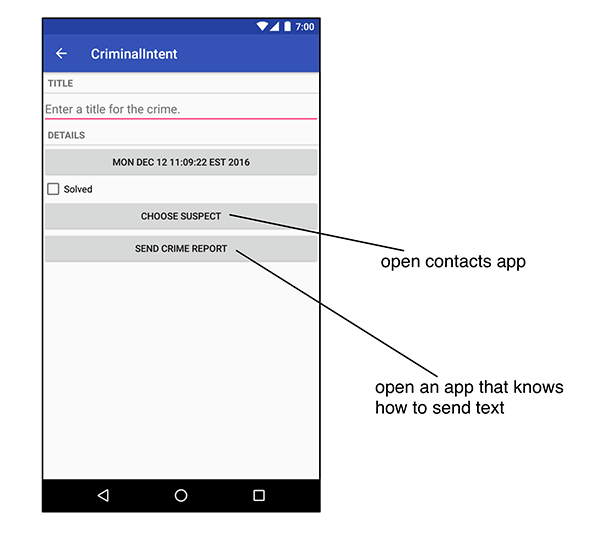 7:00
CriminalIntent
TITLE
Enter a title for the crime.
DETAILS
MON DEC 12 11:09:22 EST 2016
Solved
CHOOSE SUSPECT
SEND CRIME REPORT
open contacts app
open an app that knows
how to send text